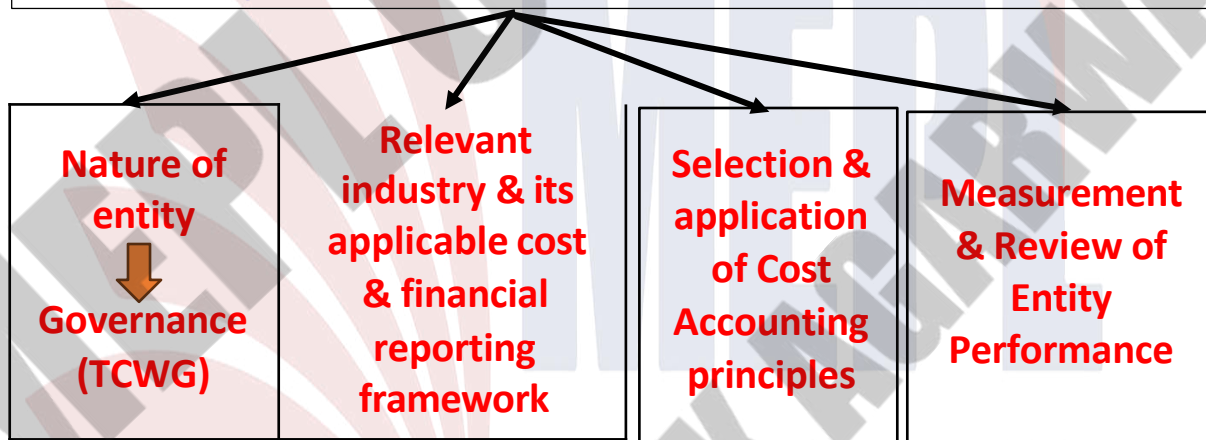 Nature of
entity
Governance
(TCWG)
Relevant
industry & its
applicable cost
& financial
reporting
framework
Selection &
application
of Cost
Accounting
principles
Measurement
& Review of
Entity
Performance